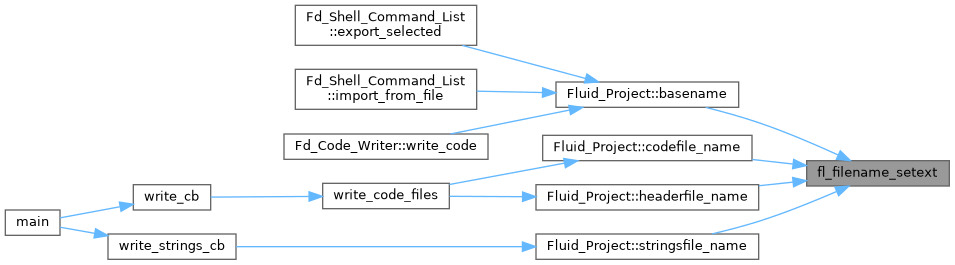 Fd_Shell_Command_List
::export_selected
Fd_Shell_Command_List
::import_from_file
Fluid_Project::basename
Fd_Code_Writer::write_code
Fluid_Project::codefile_name
fl_filename_setext
write_cb
write_code_files
Fluid_Project::headerfile_name
main
write_strings_cb
Fluid_Project::stringsfile_name